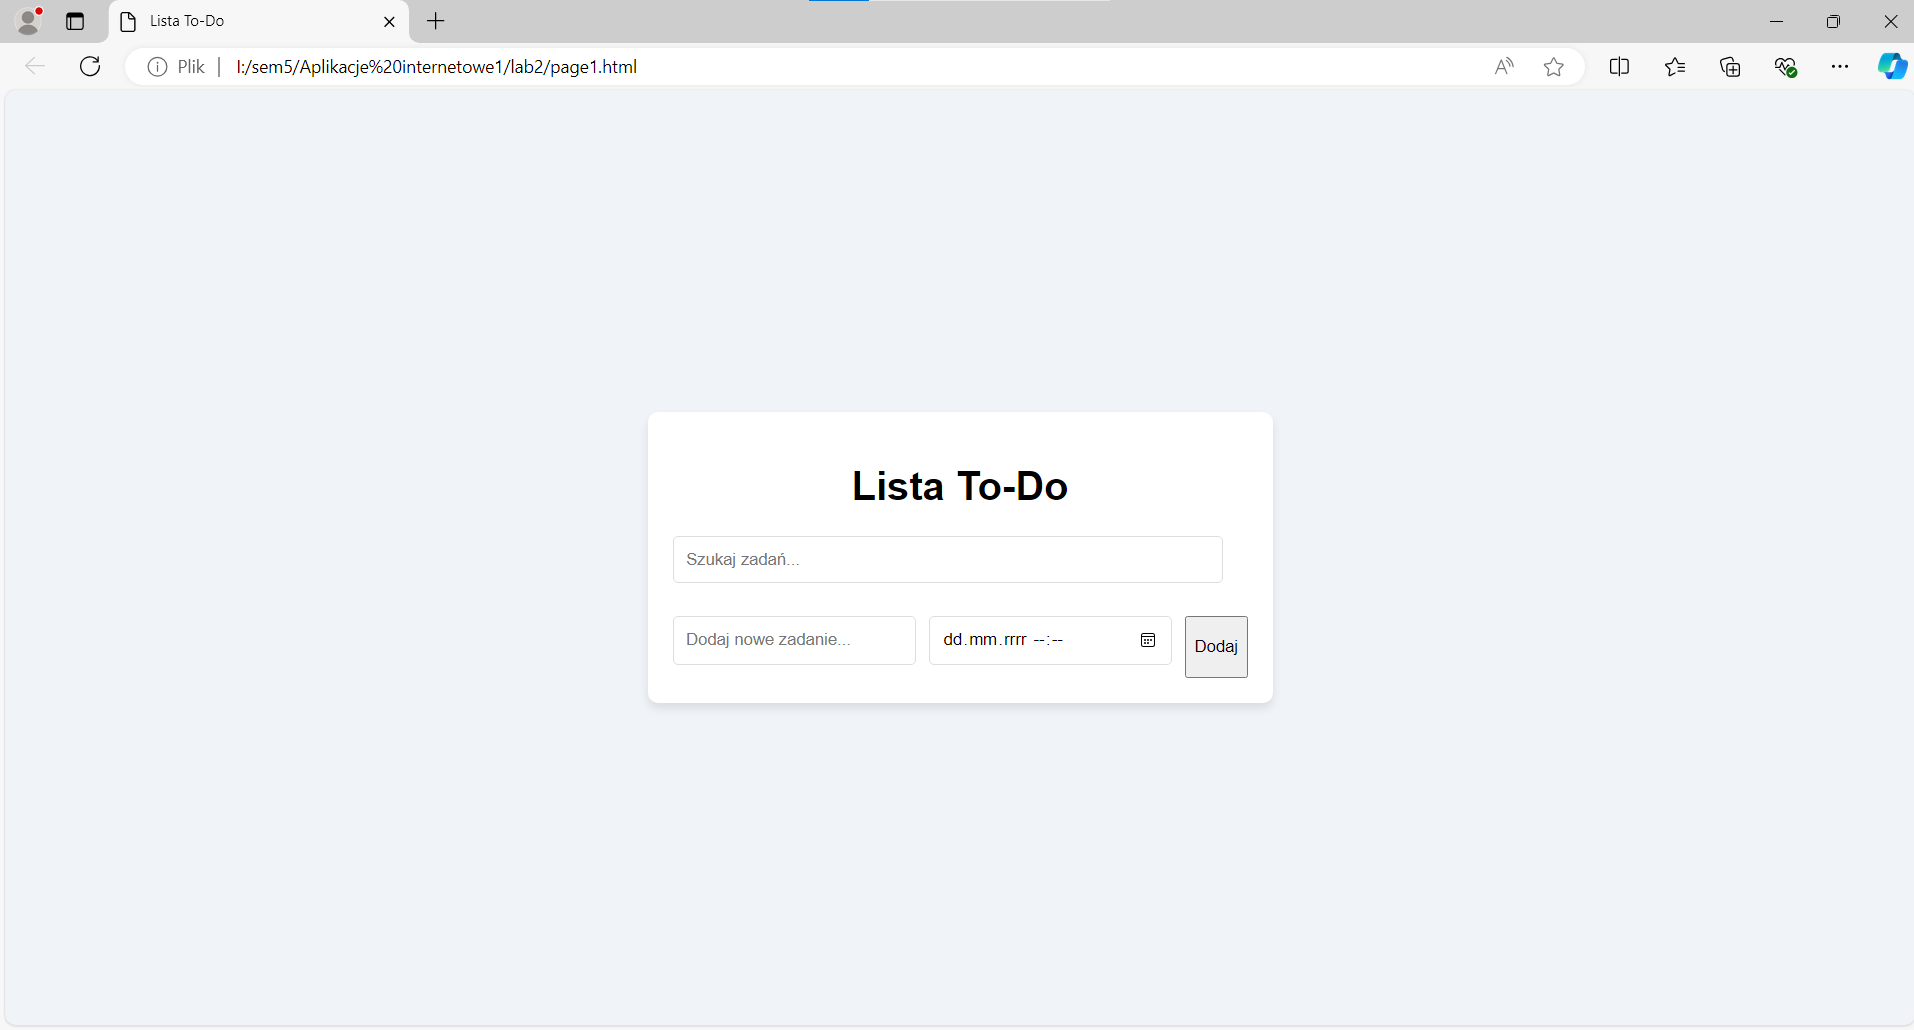 Lista To-Do
Plik
I:/sem5/Aplikacje%20internetowe1/lab2/page1.html
Lista To-Do
Szukaj zadań...
Dodaj nowe zadanie... dd.mm.rrrr --:-- Dodaj